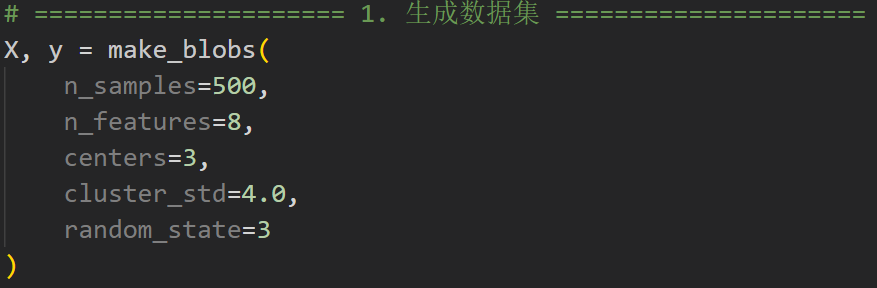 # ===================== 1. 生成数据集 =====================
X, y = make_blobs(
    n_samples=500,
    n_features=8,
    centers=3,
    cluster_std=4.0,
    random_state=3
)